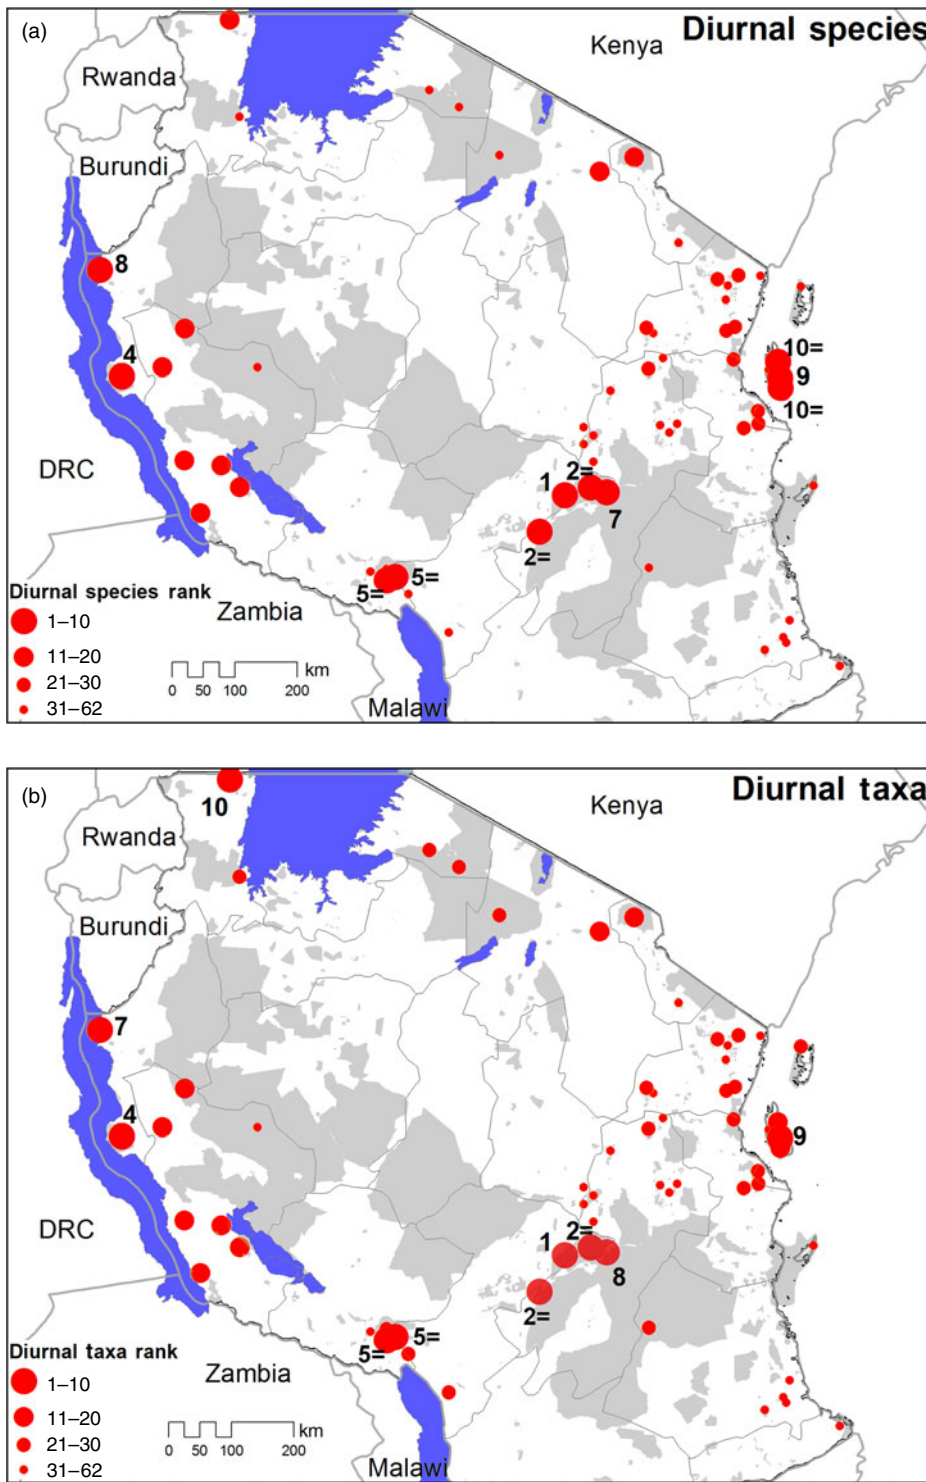 (a)
Diurnal species
Kenya
Rwanda
Burundi
8
4
10=
9
10=
DRC
1
2=
7
2=
5=
5=
Diurnal species rank
Zambia
1–10
11–20
21–30
31–62
km
0 50 100 200
Malawi
(b)
Diurnal taxa
10
Kenya
Rwanda
Burundi
7
4
9
DRC
1
2=
8
2=
5=
5=
Diurnal taxa rank
Zambia
1–10
11–20
21–30
31–62
km
0 50 100 200
Malawi